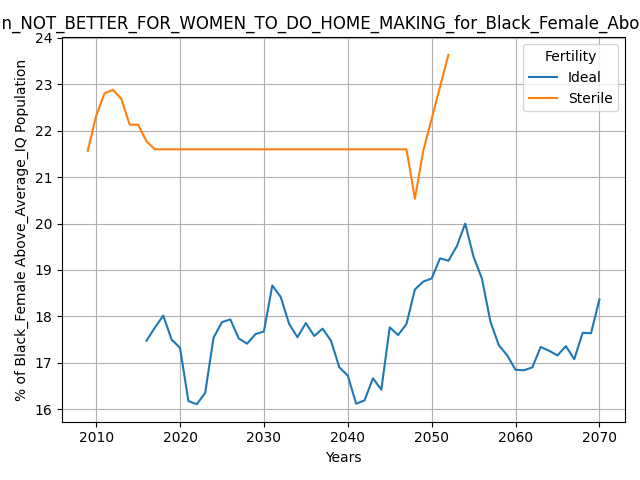 n_NOT_BETTER_FOR_WOMEN_TO_DO_HOME_MAKING_for_Black_Female_Abo
Fertility
Ideal
Sterile
% of Black_Female Above_Average_IQ Population
24
23
22
21
20
19
18
17
16
2010 2020 2030 2040 2050 2060 2070
Years